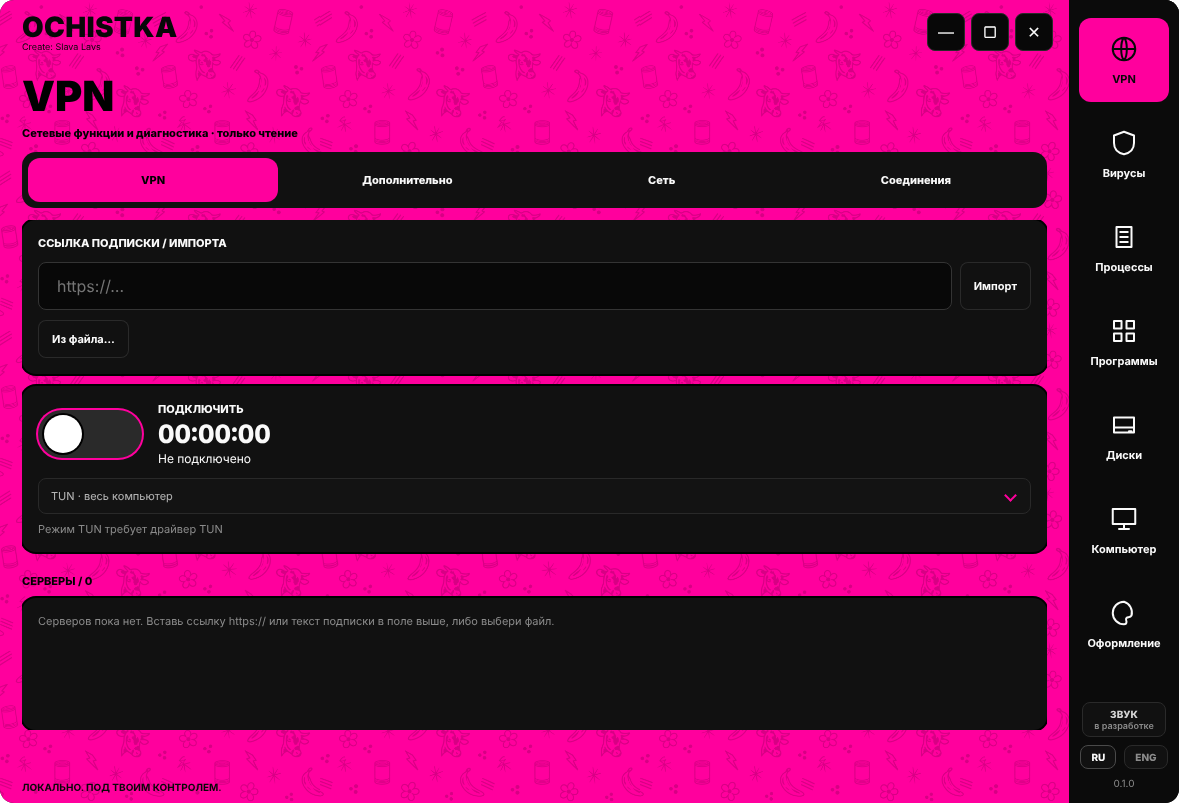 OCHISTKA
Create: Slava Lavs
VPN
Сетевые функции и диагностика · только чтение
VPN
Дополнительно
Сеть
Соединения
ССЫЛКА ПОДПИСКИ / ИМПОРТА
https://...
Импорт
Из файла...
ПОДКЛЮЧИТЬ
00:00:00
Не подключено
TUN · весь компьютер
Режим TUN требует драйвер TUN
СЕРВЕРЫ / 0
Серверов пока нет. Вставь ссылку https:// или текст подписки в поле выше, либо выбери файл.
ЛОКАЛЬНО. ПОД ТВОИМ КОНТРОЛЕМ.
VPN
Вирусы
Процессы
Программы
Диски
Компьютер
Оформление
ЗВУК
в разработке
RU
ENG
0.1.0